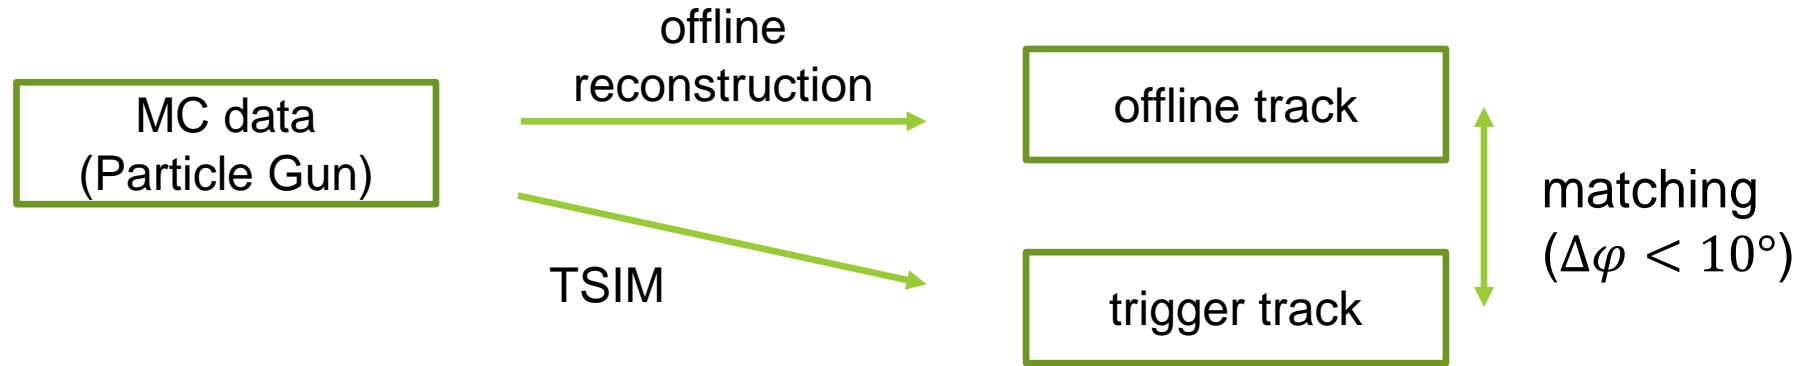 MC data
(Particle Gun)
offline
reconstruction
TSIM
offline track
trigger track
matching
(Δ𝜑 < 10°)